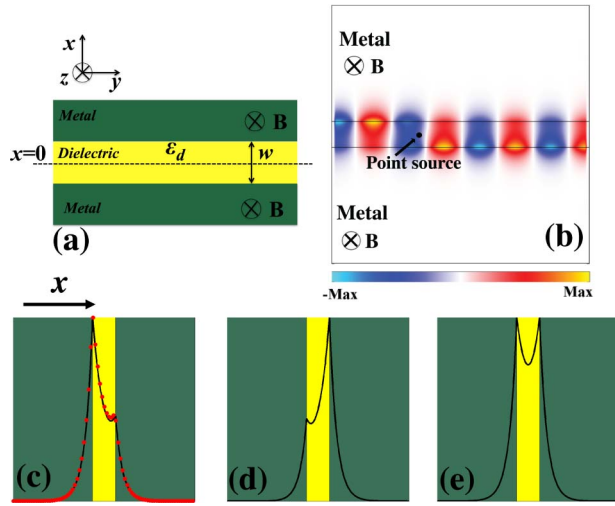 x
z
y
Metal
B
x=0
Dielectric
ε_d
w
Metal
B
(a)
Metal
B
Point source
Metal
B
(b)
-Max
Max
x
(c)
(d)
(e)